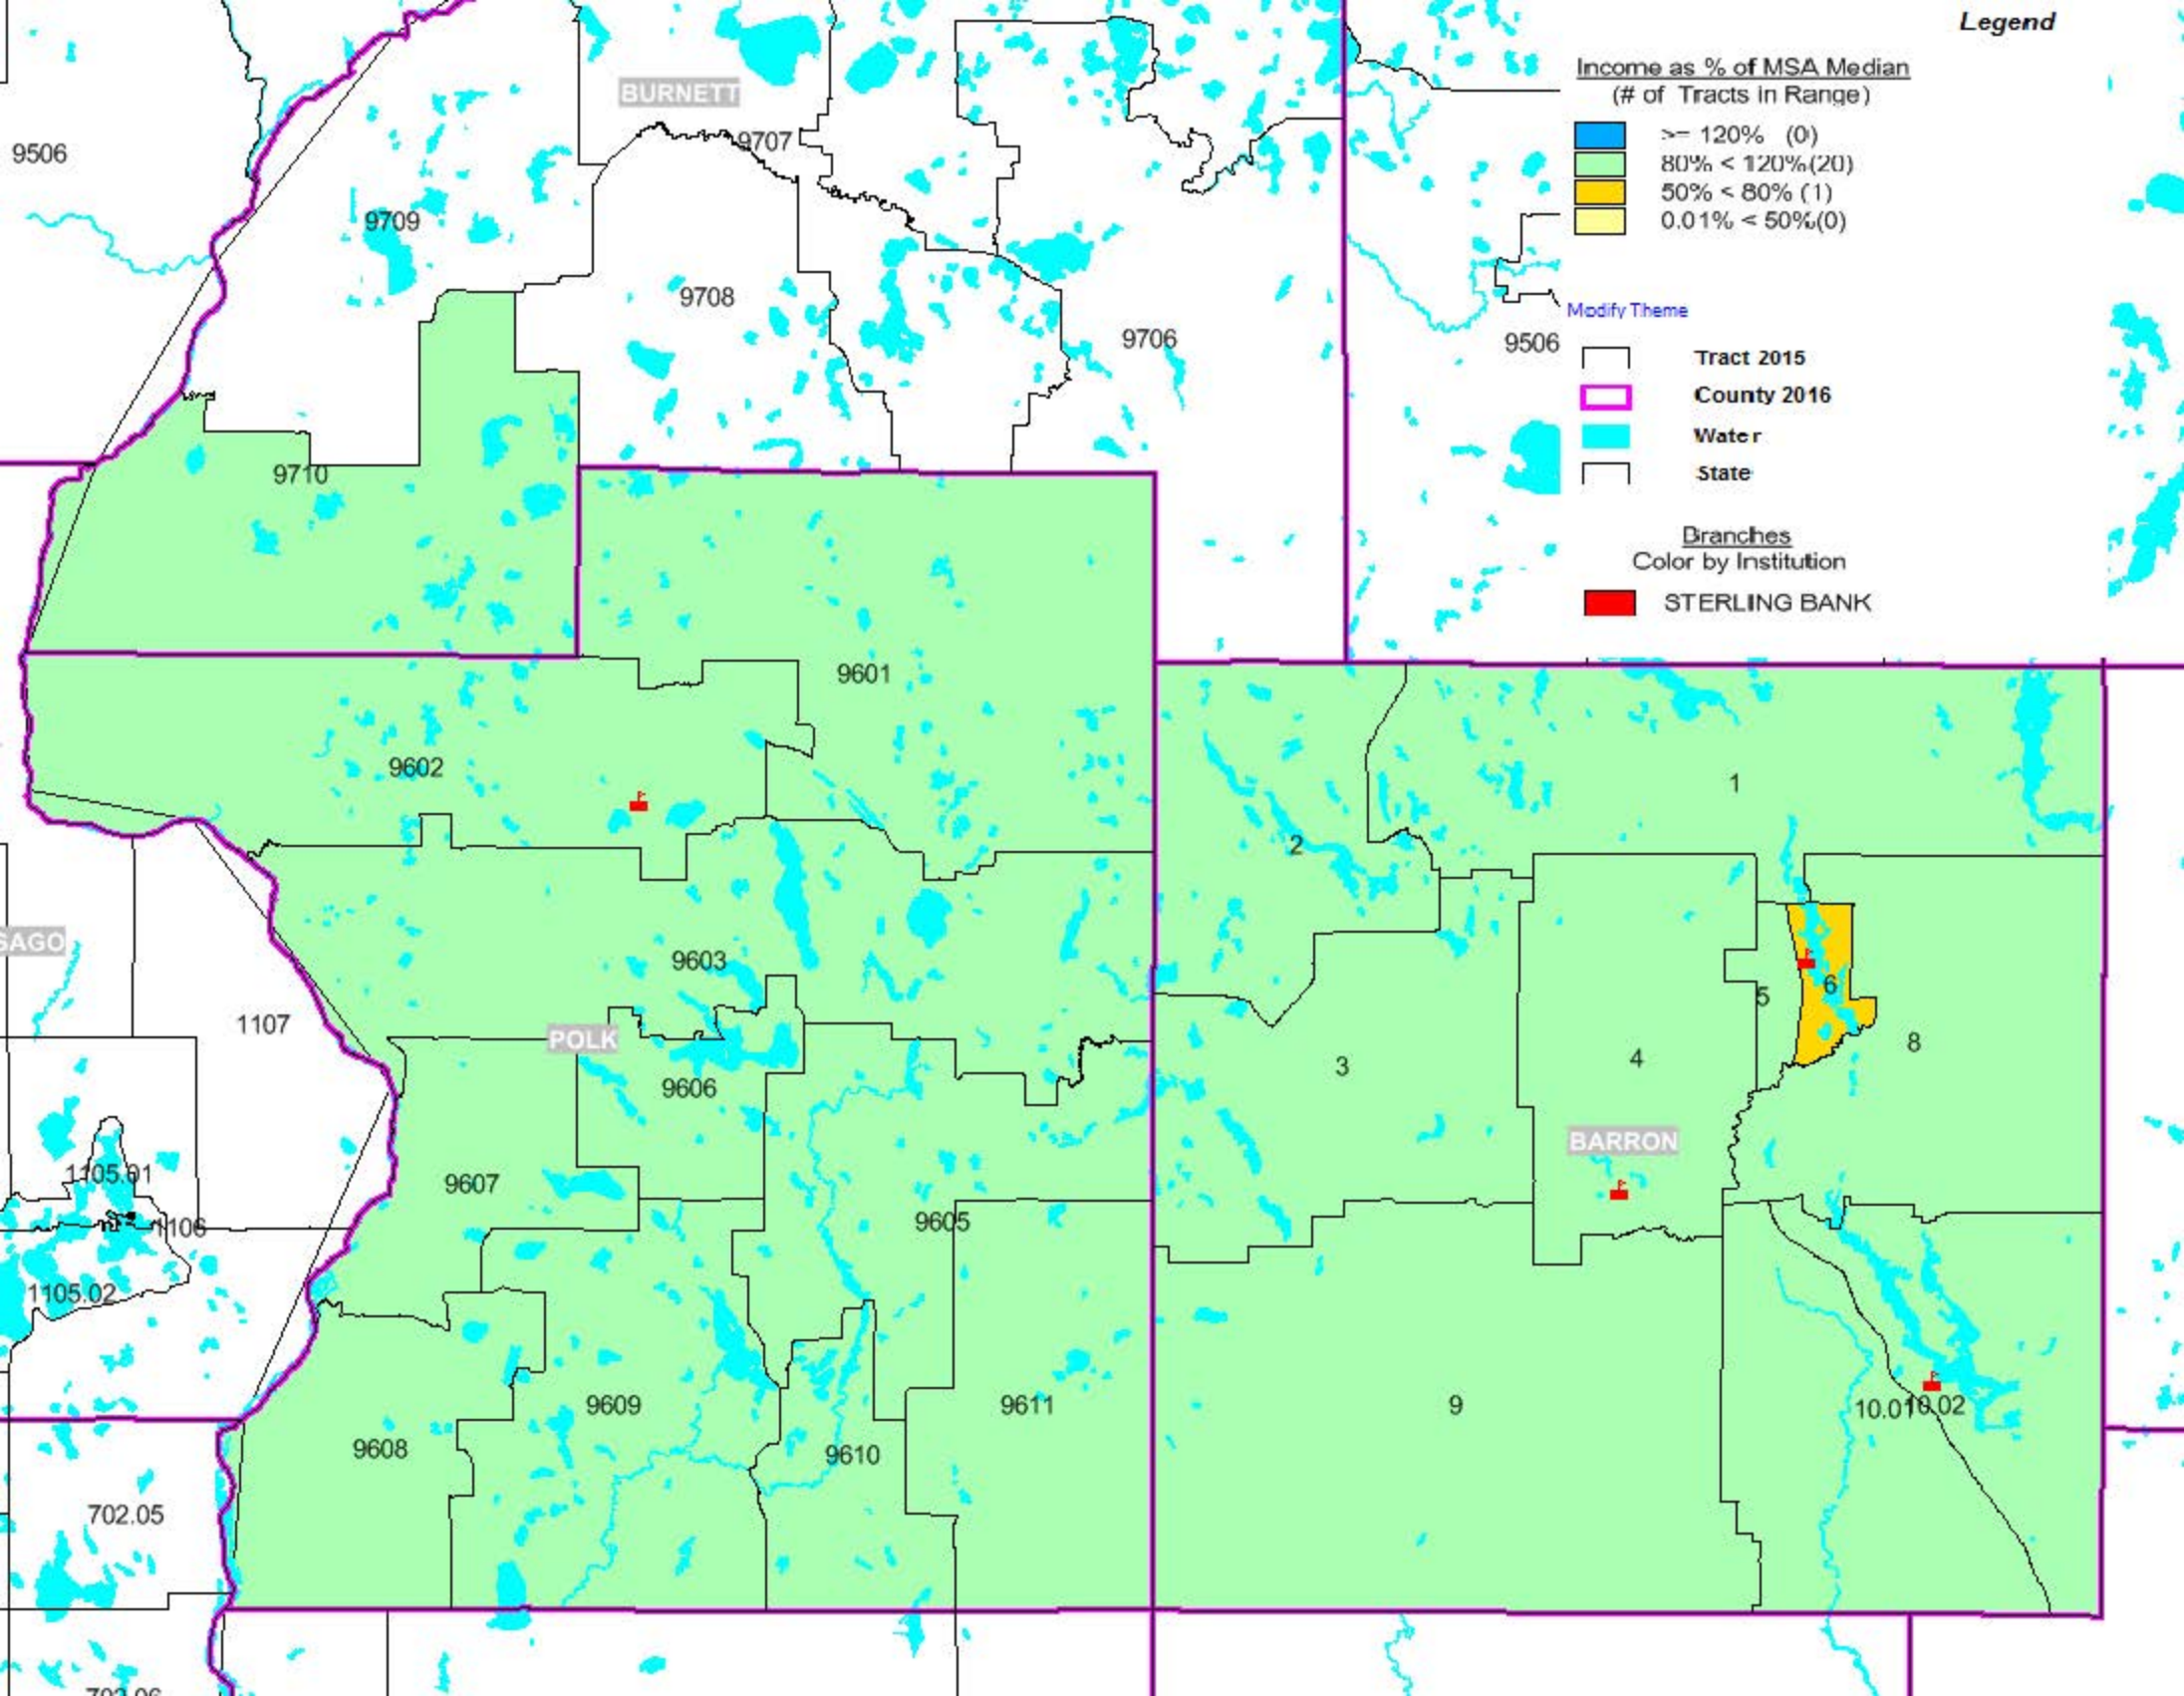 Legend
Income as % of MSA Median
(# of Tracts in Range)
>= 120% (0)
80% < 120%(20)
50% < 80% (1)
0.01% < 50%(0)
Modify Theme
Tract 2015
County 2016
Water
State
Branches
Color by Institution
STERLING BANK
BURNETT
9707
9506
9709
9708
9706
9506
9710
9601
9602
1
2
SAGO
9603
5
6
1107
POLK
8
3
4
9606
BARRON
1105.01
9607
1106
9605
1105.02
9609
9611
9
10.01
10.02
9608
9610
702.05